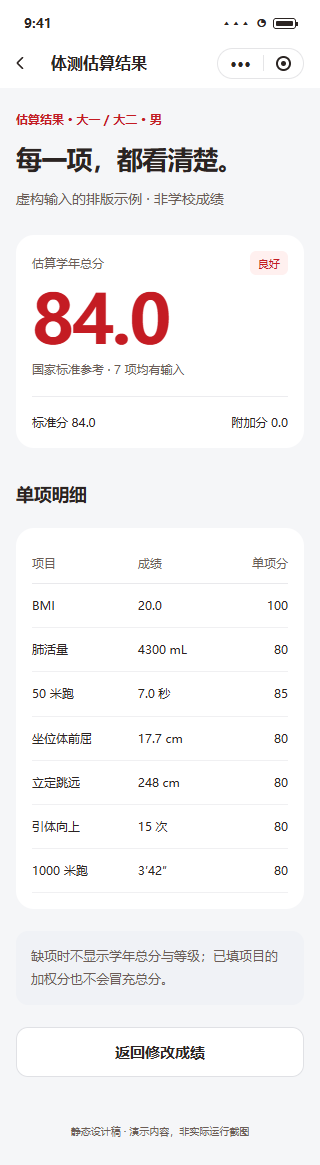 9:41
体测估算结果
估算结果·大一 / 大二·男
每一项，都看清楚。
虚构输入的排版示例 · 非学校成绩
估算学年总分 良好
84.0
国家标准参考 · 7 项均有输入
标准分 84.0 附加分 0.0
单项明细
项目 成绩 单项分
BMI 20.0 100
肺活量 4300 mL 80
50 米跑 7.0 秒 85
坐位体前屈 17.7 cm 80
立定跳远 248 cm 80
引体向上 15 次 80
1000 米跑 3′42″ 80
缺项时不显示学年总分与等级；已填项目的
加权分也不会冒充总分。
返回修改成绩
静态设计稿 · 演示内容，非实际运行截图